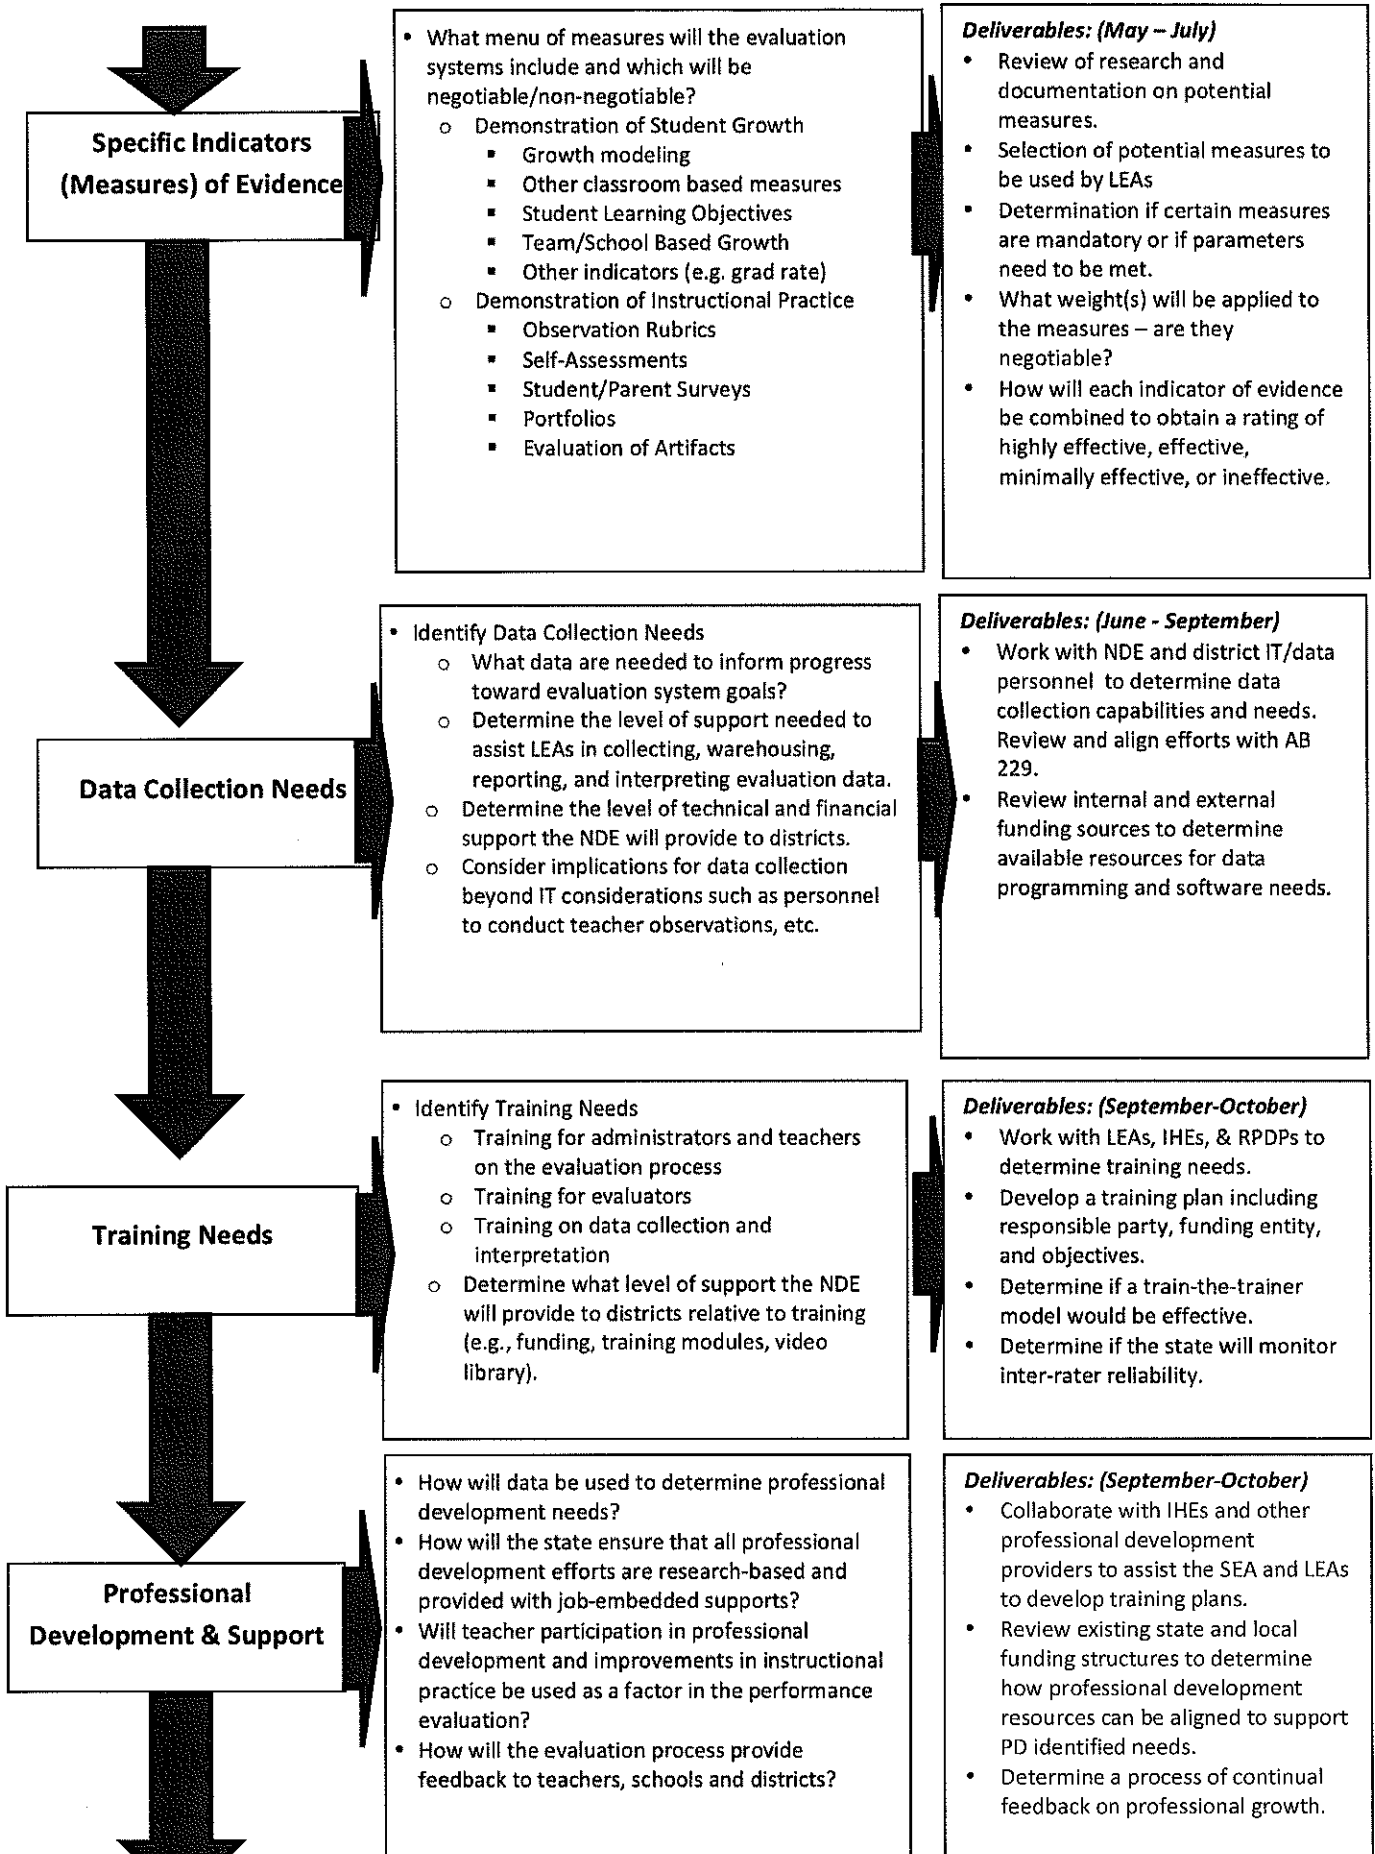 Specific Indicators
(Measures) of Evidence
• What menu of measures will the evaluation
systems include and which will be
negotiable/non-negotiable?
o Demonstration of Student Growth
▪ Growth modeling
▪ Other classroom based measures
▪ Student Learning Objectives
▪ Team/School Based Growth
▪ Other indicators (e.g. grad rate)
o Demonstration of Instructional Practice
▪ Observation Rubrics
▪ Self-Assessments
▪ Student/Parent Surveys
▪ Portfolios
▪ Evaluation of Artifacts
Deliverables: (May – July)
• Review of research and
documentation on potential
measures.
• Selection of potential measures to
be used by LEAs
• Determination if certain measures
are mandatory or if parameters
need to be met.
• What weight(s) will be applied to
the measures – are they
negotiable?
• How will each indicator of evidence
be combined to obtain a rating of
highly effective, effective,
minimally effective, or ineffective.
Data Collection Needs
• Identify Data Collection Needs
o What data are needed to inform progress
toward evaluation system goals?
o Determine the level of support needed to
assist LEAs in collecting, warehousing,
reporting, and interpreting evaluation data.
o Determine the level of technical and financial
support the NDE will provide to districts.
o Consider implications for data collection
beyond IT considerations such as personnel
to conduct teacher observations, etc.
Deliverables: (June - September)
• Work with NDE and district IT/data
personnel to determine data
collection capabilities and needs.
Review and align efforts with AB
229.
• Review internal and external
funding sources to determine
available resources for data
programming and software needs.
Training Needs
• Identify Training Needs
o Training for administrators and teachers
on the evaluation process
o Training for evaluators
o Training on data collection and
interpretation
o Determine what level of support the NDE
will provide to districts relative to training
(e.g., funding, training modules, video
library).
Deliverables: (September-October)
• Work with LEAs, IHEs, & RPDPs to
determine training needs.
• Develop a training plan including
responsible party, funding entity,
and objectives.
• Determine if a train-the-trainer
model would be effective.
• Determine if the state will monitor
inter-rater reliability.
Professional
Development & Support
• How will data be used to determine professional
development needs?
• How will the state ensure that all professional
development efforts are research-based and
provided with job-embedded supports?
• Will teacher participation in professional
development and improvements in instructional
practice be used as a factor in the performance
evaluation?
• How will the evaluation process provide
feedback to teachers, schools and districts?
Deliverables: (September-October)
• Collaborate with IHEs and other
professional development
providers to assist the SEA and LEAs
to develop training plans.
• Review existing state and local
funding structures to determine
how professional development
resources can be aligned to support
PD identified needs.
• Determine a process of continual
feedback on professional growth.